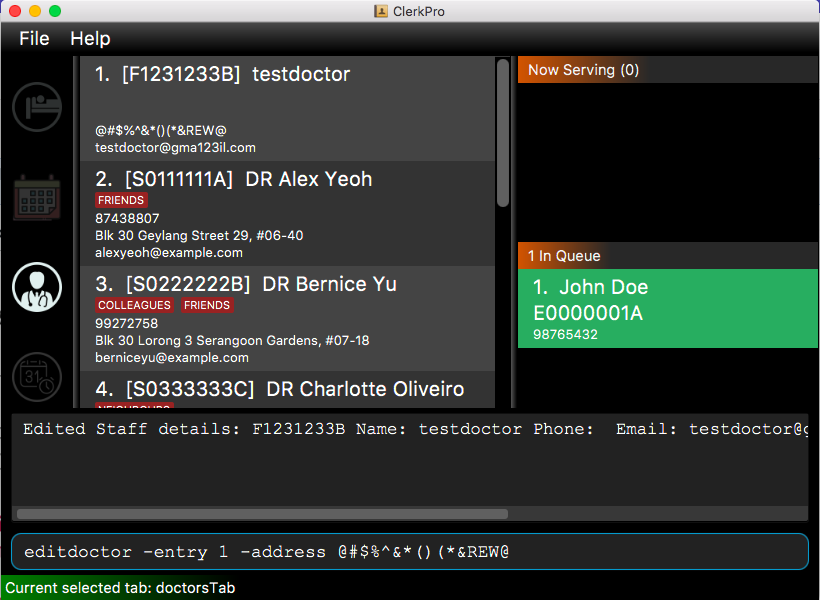 ClerkPro
File Help
1. [F1231233B] testdoctor
@#$%^&*()(*&REW@
testdoctor@gma123il.com
2. [S0111111A] DR Alex Yeoh
FRIENDS
87438807
Blk 30 Geylang Street 29, #06-40
alexyeoh@example.com
3. [S0222222B] DR Bernice Yu
COLLEAGUES FRIENDS
99272758
Blk 30 Lorong 3 Serangoon Gardens, #07-18
berniceyu@example.com
4. [S0333333C] DR Charlotte Oliveiro
Now Serving (0)
1 In Queue
1. John Doe
E0000001A
98765432
31
Edited Staff details: F1231233B Name: testdoctor Phone: Email: testdoctor@g
editdoctor -entry 1 -address @#$%^&*()(*&REW@
Current selected tab: doctorsTab